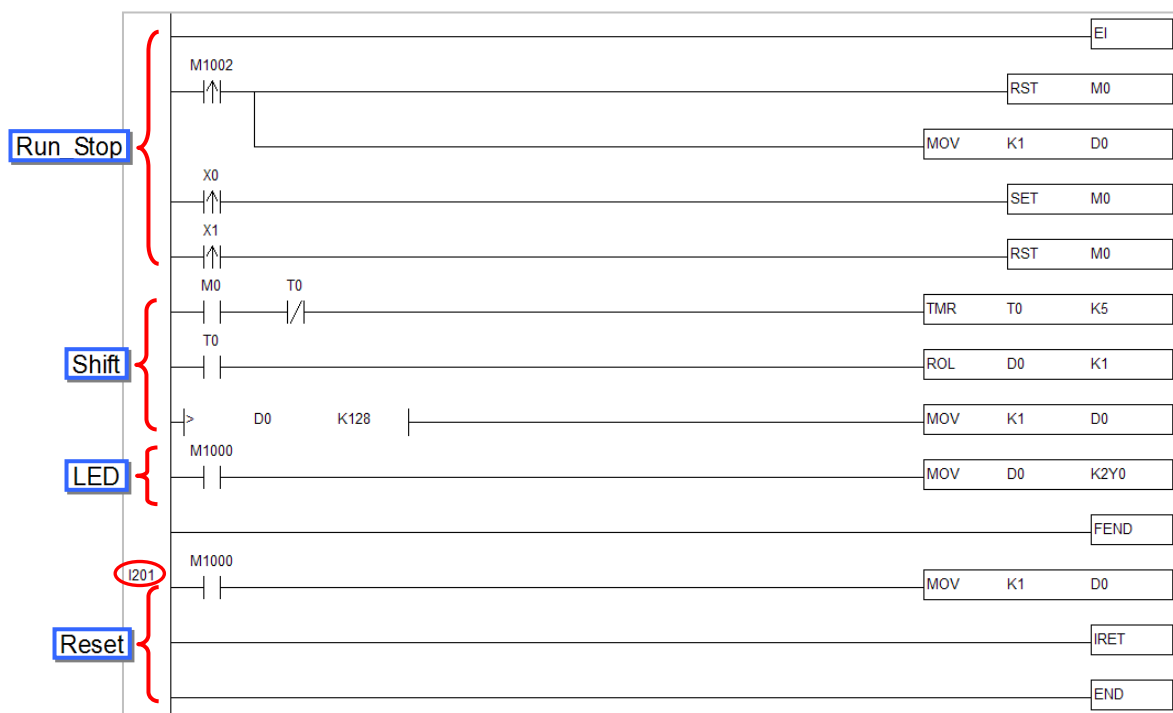 EI
M1002
RST M0
Run_Stop
MOV K1 D0
X0
SET M0
X1
RST M0
M0 T0
TMR T0 K5
T0
Shift
ROL D0 K1
> D0 K128
MOV K1 D0
M1000
LED
MOV D0 K2Y0
FEND
M1000
I201
MOV K1 D0
Reset
IRET
END